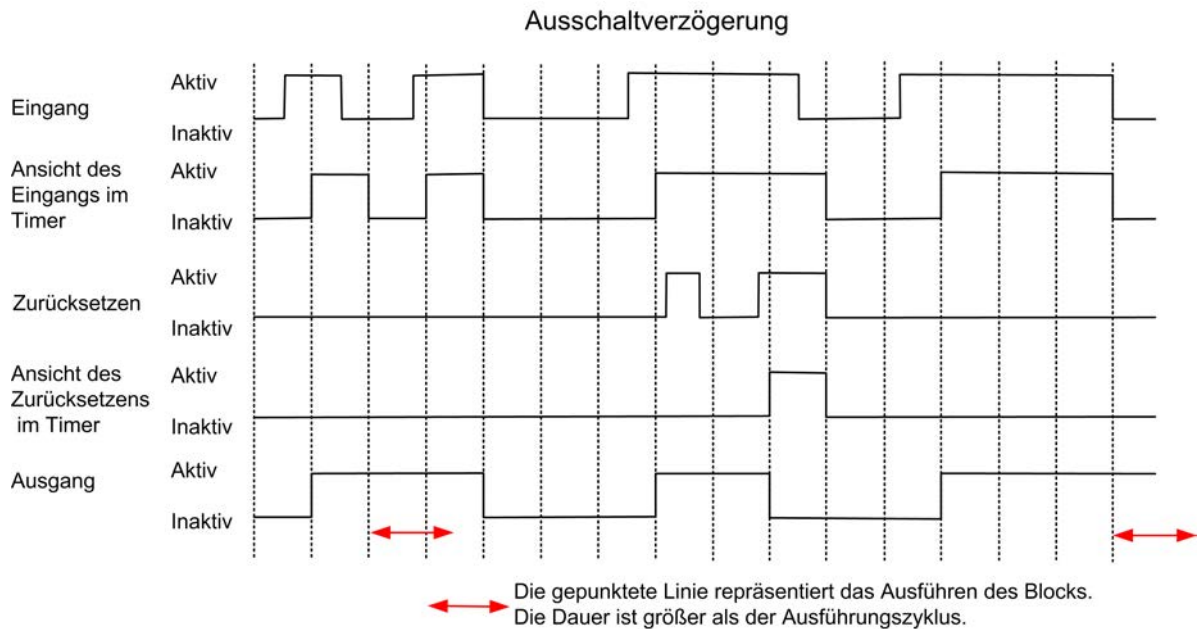 Ausschaltverzögerung
Aktiv
Eingang
Inaktiv
Ansicht des
Eingangs im
Timer
Aktiv
Inaktiv
Aktiv
Zurücksetzen
Inaktiv
Ansicht des
Zurücksetzens
im Timer
Aktiv
Inaktiv
Ausgang
Aktiv
Inaktiv
Die gepunktete Linie repräsentiert das Ausführen des Blocks.
Die Dauer ist größer als der Ausführungszyklus.